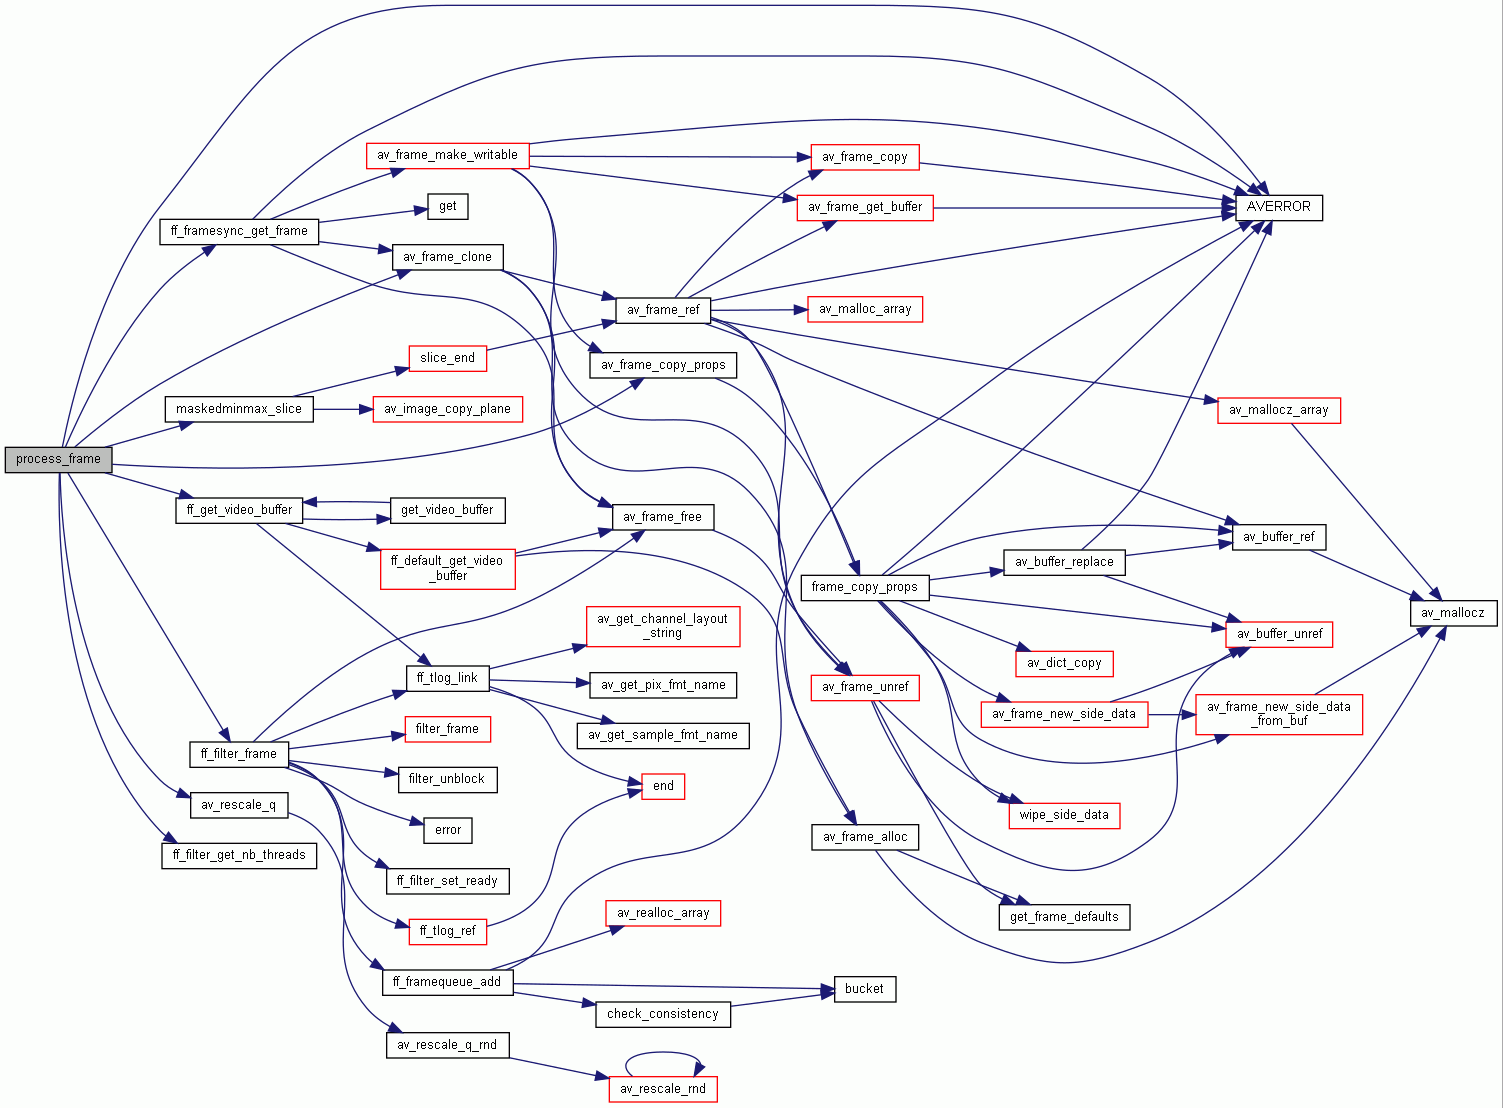 process_frame
ff_framesync_get_frame
maskedminmax_slice
ff_get_video_buffer
ff_filter_frame
av_rescale_q
ff_filter_get_nb_threads
av_frame_make_writable
get
av_frame_clone
slice_end
av_image_copy_plane
get_video_buffer
ff_default_get_video
_buffer
ff_tlog_link
filter_frame
filter_unblock
error
ff_filter_set_ready
ff_tlog_ref
ff_framequeue_add
av_rescale_q_rnd
av_frame_ref
av_frame_copy_props
av_frame_free
av_get_channel_layout
_string
av_get_pix_fmt_name
av_get_sample_fmt_name
end
av_realloc_array
check_consistency
av_rescale_rnd
av_frame_copy
av_frame_get_buffer
av_malloc_array
frame_copy_props
av_frame_unref
av_frame_alloc
bucket
av_buffer_replace
av_dict_copy
av_frame_new_side_data
wipe_side_data
get_frame_defaults
AVERROR
av_mallocz_array
av_buffer_ref
av_buffer_unref
av_frame_new_side_data
_from_buf
av_mallocz